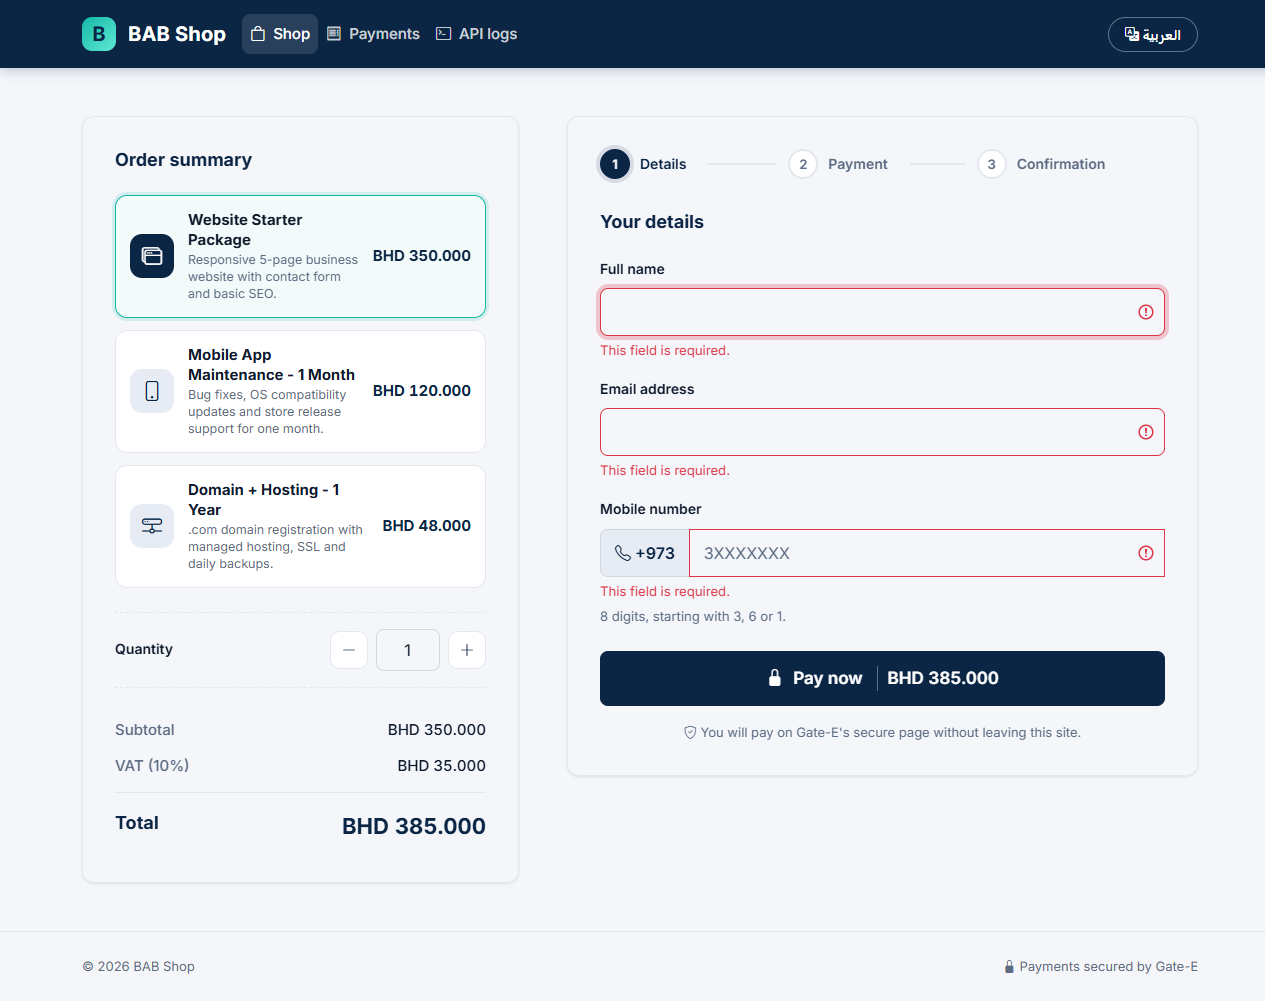 B
BAB Shop
Shop
Payments
API logs
العربية
Order summary
Website Starter
Package
Responsive 5-page business
website with contact form
and basic SEO.
BHD 350.000
Mobile App
Maintenance - 1 Month
Bug fixes, OS compatibility
updates and store release
support for one month.
BHD 120.000
Domain + Hosting - 1
Year
.com domain registration with
managed hosting, SSL and
daily backups.
BHD 48.000
Quantity
1
Subtotal
BHD 350.000
VAT (10%)
BHD 35.000
Total
BHD 385.000
1 Details
2 Payment
3 Confirmation
Your details
Full name
This field is required.
Email address
This field is required.
Mobile number
+973
3XXXXXXX
This field is required.
8 digits, starting with 3, 6 or 1.
Pay now
BHD 385.000
You will pay on Gate-E's secure page without leaving this site.
© 2026 BAB Shop
Payments secured by Gate-E